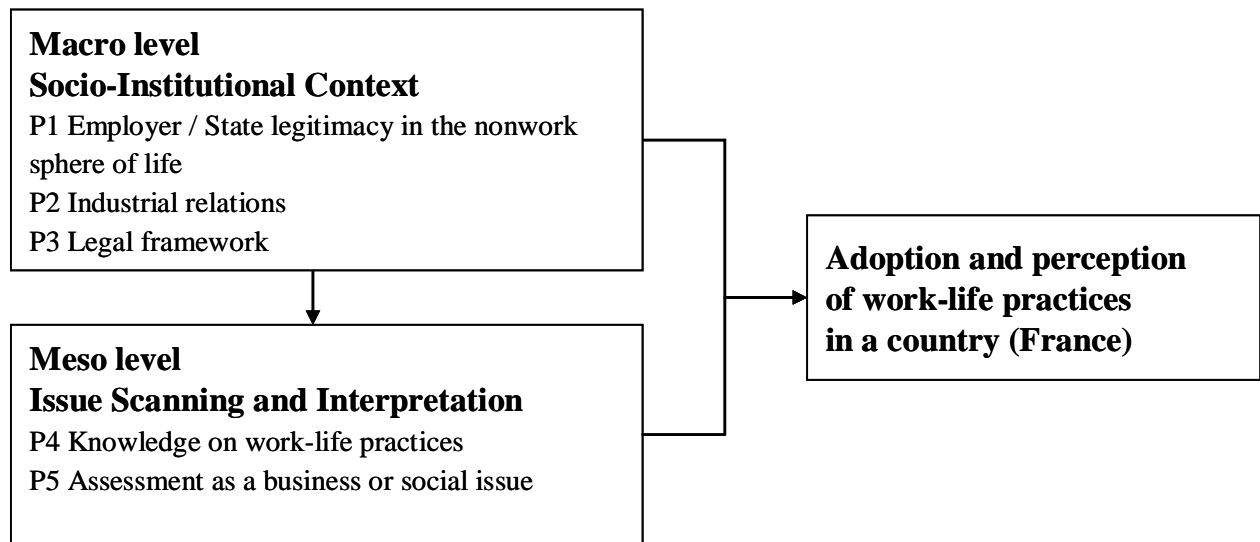 Macro level
Socio-Institutional Context
P1 Employer / State legitimacy in the nonwork
sphere of life
P2 Industrial relations
P3 Legal framework
Meso level
Issue Scanning and Interpretation
P4 Knowledge on work-life practices
P5 Assessment as a business or social issue
Adoption and perception
of work-life practices
in a country (France)